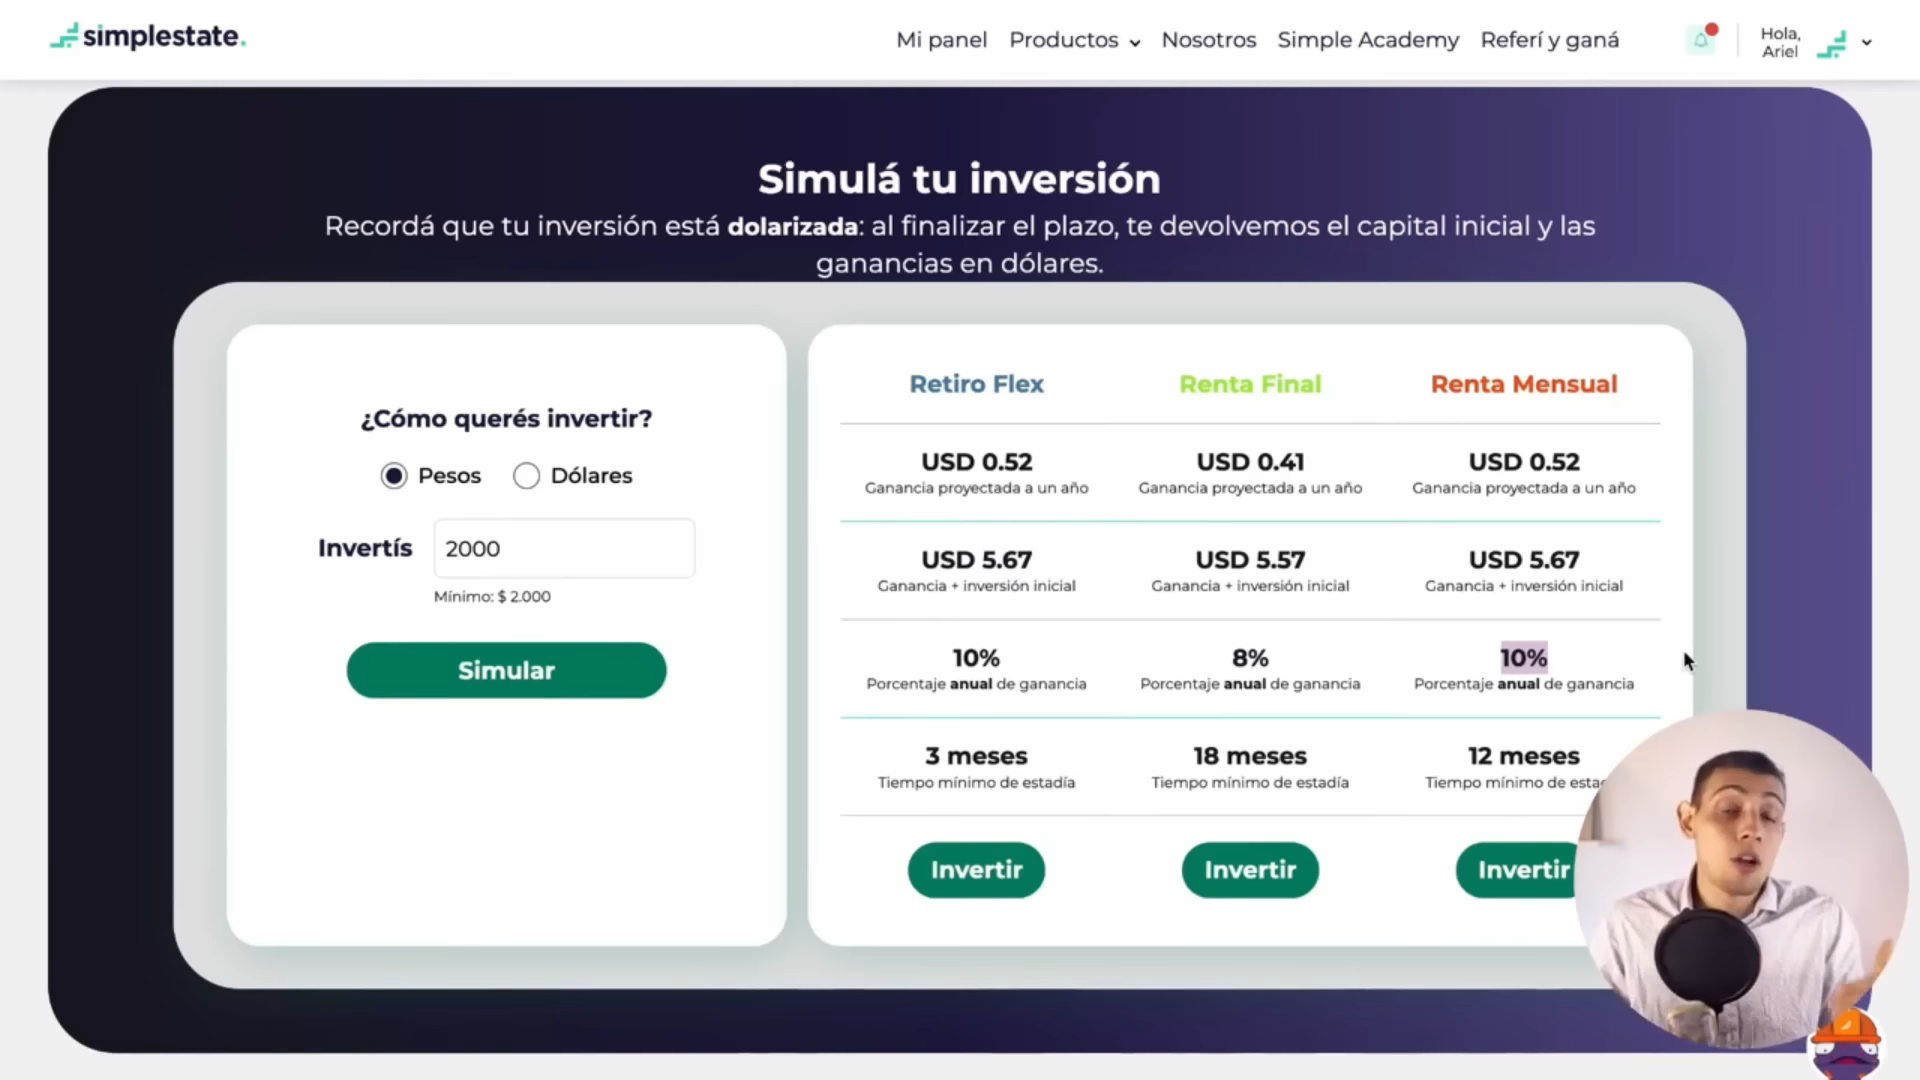 simplestate.
Mi panel Productos Nosotros Simple Academy Referí y ganá
Hola,
Ariel
Simulá tu inversión
Recordá que tu inversión está dolarizada: al finalizar el plazo, te devolvemos el capital inicial y las
ganancias en dólares.
¿Cómo querés invertir?
Pesos Dólares
Invertís 2000
Mínimo: $ 2.000
Simular
Retiro Flex Renta Final Renta Mensual
USD 0.52 USD 0.41 USD 0.52
Ganancia proyectada a un año Ganancia proyectada a un año Ganancia proyectada a un año
USD 5.67 USD 5.57 USD 5.67
Ganancia + inversión inicial Ganancia + inversión inicial Ganancia + inversión inicial
10% 8% 10%
Porcentaje anual de ganancia Porcentaje anual de ganancia Porcentaje anual de ganancia
3 meses 18 meses 12 meses
Tiempo mínimo de estadía Tiempo mínimo de estadía Tiempo mínimo de
Invertir Invertir Invertir